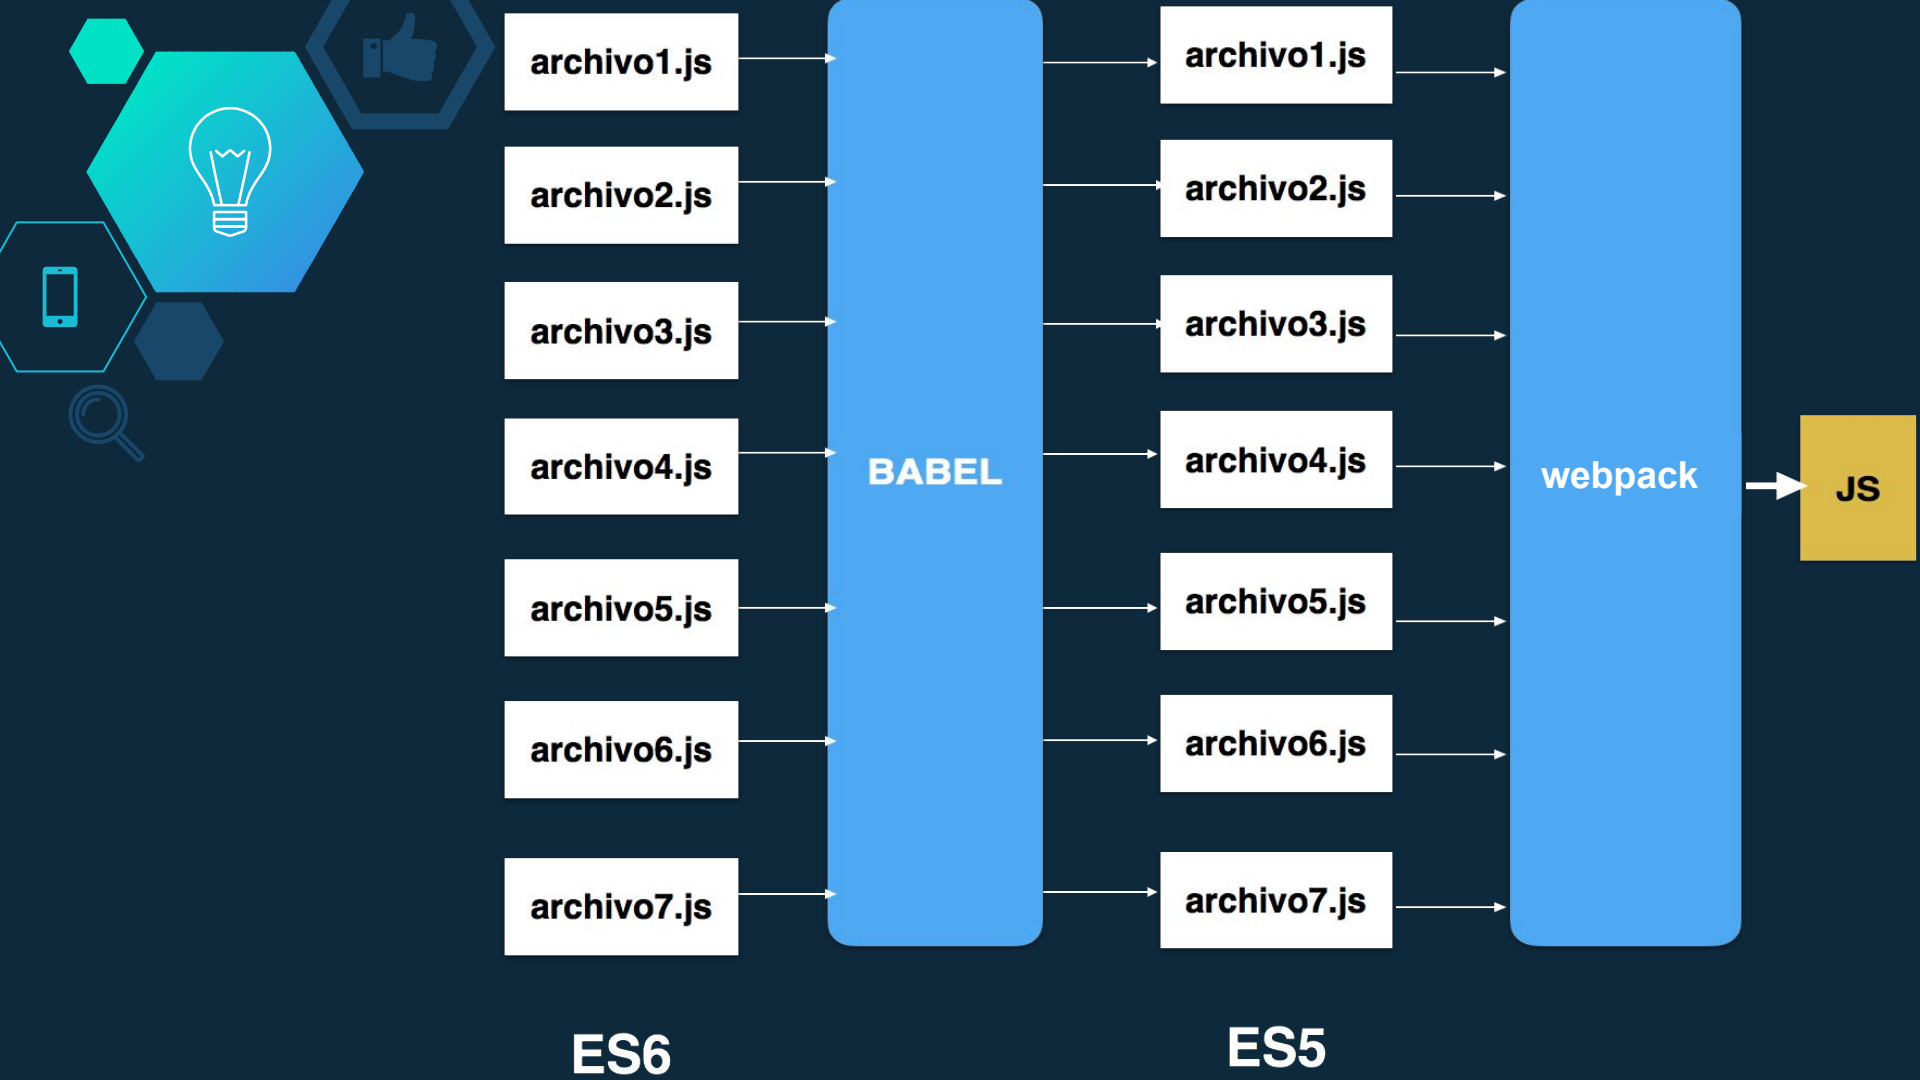 archivo1.js
archivo2.js
archivo3.js
archivo4.js
archivo5.js
archivo6.js
archivo7.js
ES6
BABEL
archivo1.js
archivo2.js
archivo3.js
archivo4.js
archivo5.js
archivo6.js
archivo7.js
ES5
webpack
JS